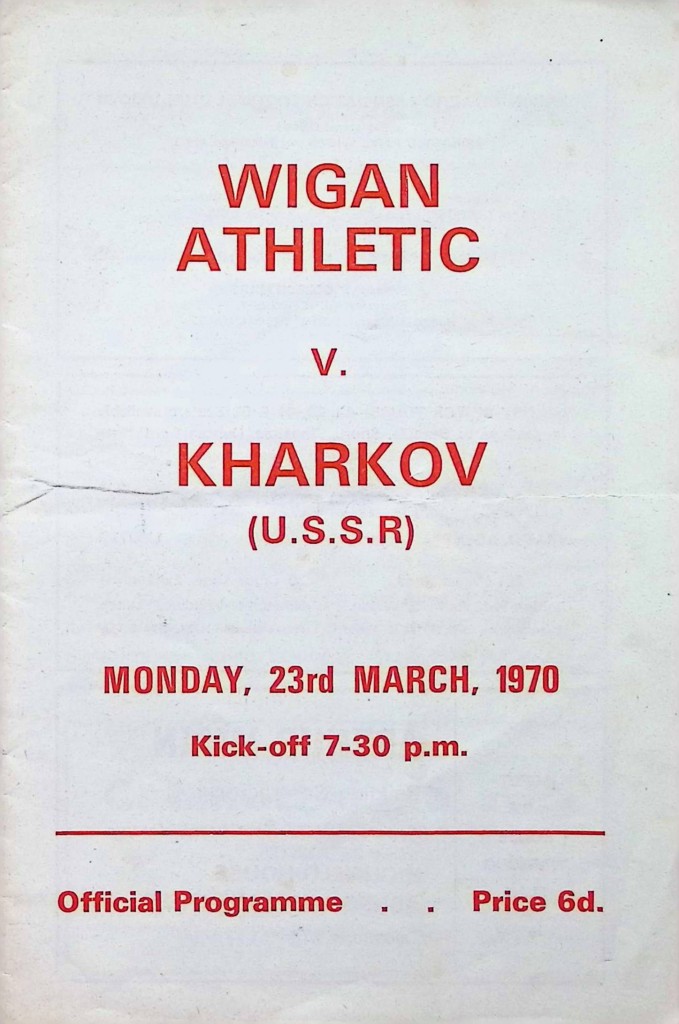 WIGAN
ATHLETIC
v.
KHARKOV
(U.S.S.R)
MONDAY, 23rd MARCH, 1970
Kick-off 7-30 p.m.
Official Programme . . Price 6d.